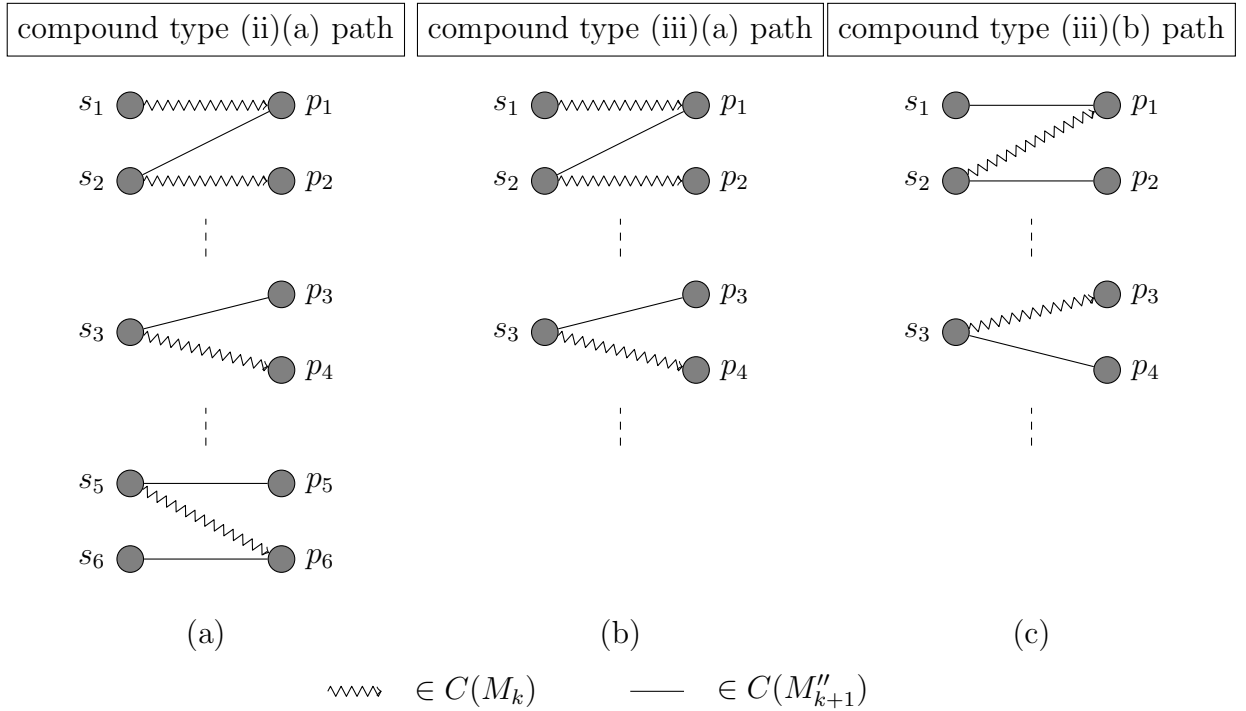 compound type (ii)(a) path compound type (iii)(a) path compound type (iii)(b) path
s₁ p₁ s₁ p₁ s₁ p₁
s₂ p₂ s₂ p₂ s₂ p₂
p₃ p₃ p₃
s₃ s₃ s₃
p₄ p₄ p₄
s₅ p₅
s₆ p₆
(a) (b) (c)
∈ C(Mₖ) ∈ C(M″ₖ₊₁)